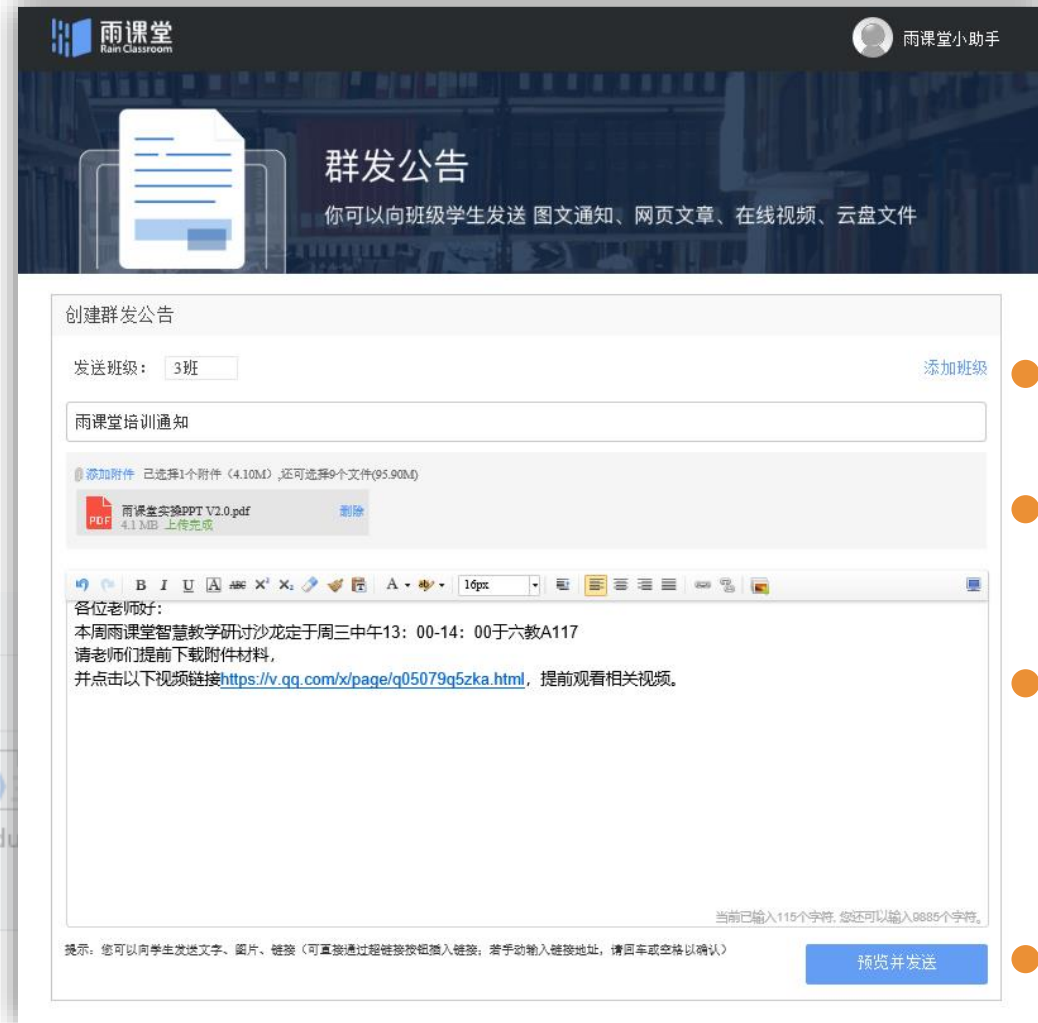 雨课堂
Rain Classroom
雨课堂小助手
群发公告
你可以向班级学生发送 图文通知、网页文章、在线视频、云盘文件
创建群发公告
发送班级： 3班 添加班级
雨课堂培训通知
添加附件 已选择1个附件（4.10M）,还可选择9个文件(95.90M)
PDF 雨课堂实操PPT V2.0.pdf 删除
4.1 MB 上传完成
B I U A ABC X² X₂ A ab 16px
各位老师好：
本周雨课堂智慧教学研讨沙龙定于周三中午13：00-14：00于六教A117
请老师们提前下载附件材料，
并点击以下视频链接https://v.qq.com/x/page/q05079q5zka.html，提前观看相关视频。
当前已输入115个字符, 您还可以输入9885个字符。
提示：您可以向学生发送文字、图片、链接（可直接通过超链接按钮插入链接；若手动输入链接地址，请回车或空格以确认）
预览并发送